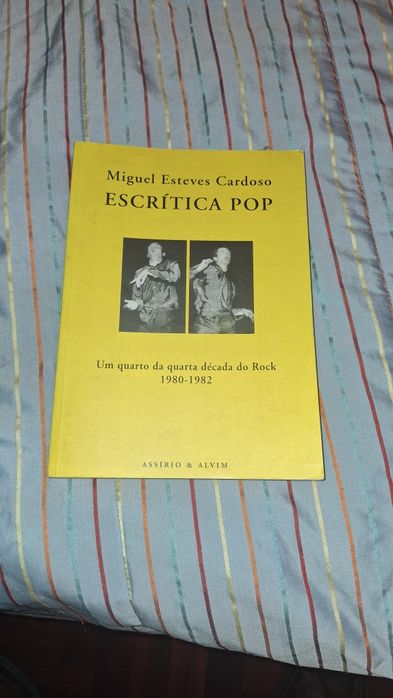 Miguel Esteves Cardoso
ESCRÍTICA POP
Um quarto da quarta década do Rock
1980-1982
ASSÍRIO & ALVIM